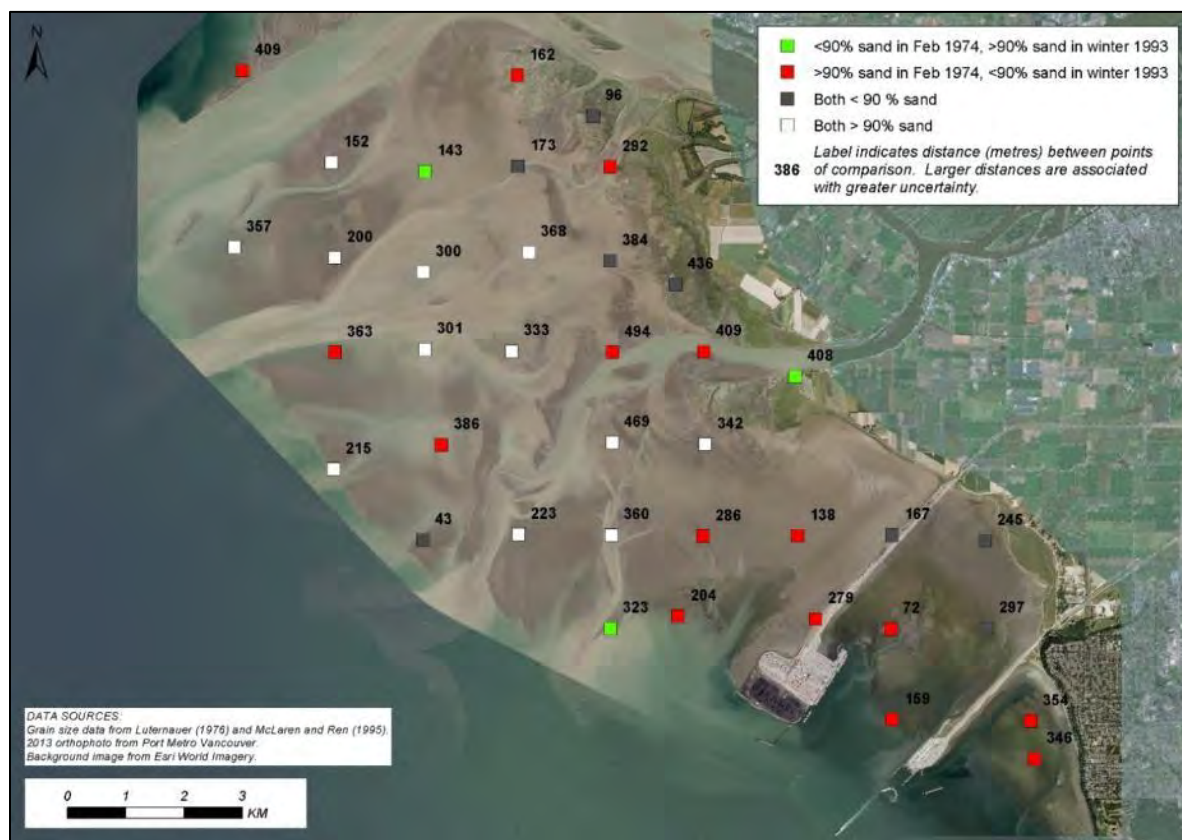 N
409
162
96
152
143
173
292
357
200
300
368
384
436
363
301
333
494
409
408
215
386
469
342
43
223
360
286
138
167
245
323
204
279
72
297
159
354
346
<90% sand in Feb 1974, >90% sand in winter 1993
>90% sand in Feb 1974, <90% sand in winter 1993
Both < 90 % sand
Both > 90% sand
386 Label indicates distance (metres) between points
of comparison. Larger distances are associated
with greater uncertainty.
DATA SOURCES:
Grain size data from Luternauer (1976) and McLaren and Ren (1995).
2013 orthophoto from Port Metro Vancouver.
Background image from Esri World Imagery.
0 1 2 3
KM